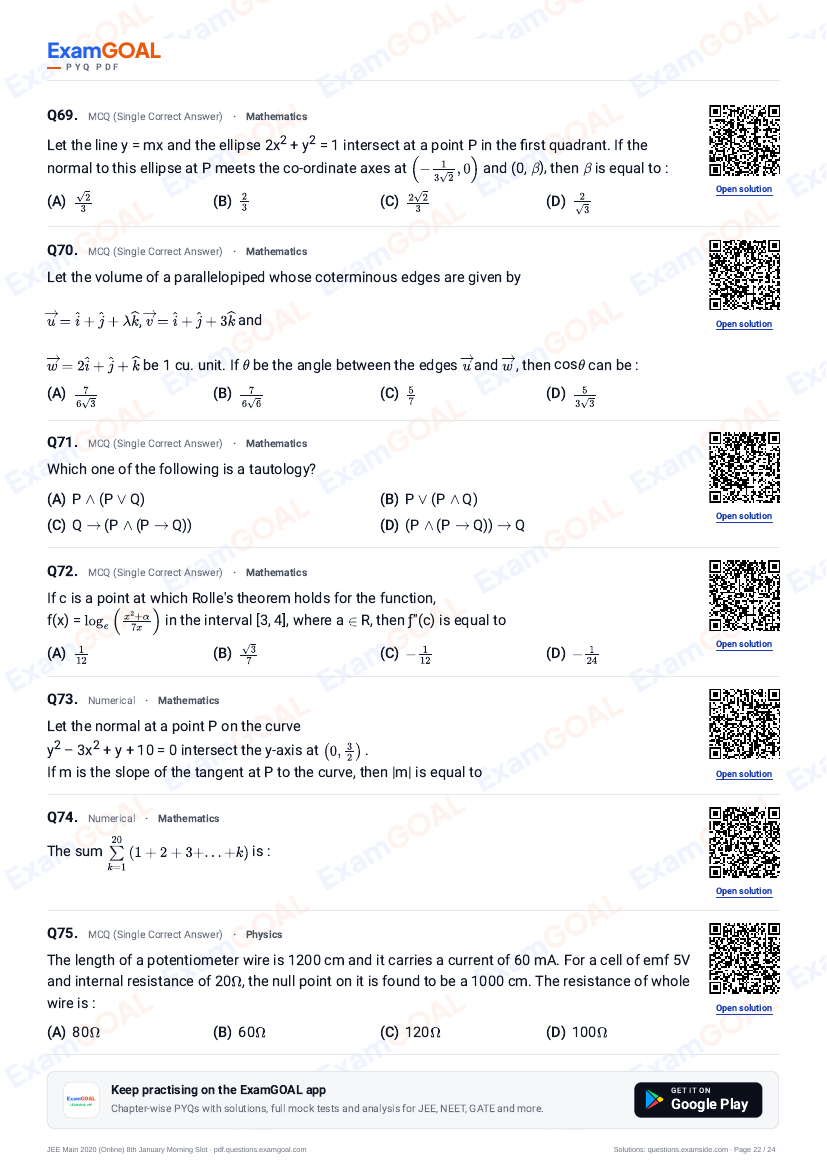 ExamGOAL
PYQ PDF
Q69. MCQ (Single Correct Answer) · Mathematics
Let the line y = mx and the ellipse 2x² + y² = 1 intersect at a point P in the first quadrant. If the
normal to this ellipse at P meets the co-ordinate axes at (−1/(3√2), 0) and (0, β), then β is equal to :
(A) √2/3 (B) 2/3 (C) 2√2/3 (D) 2/√3
Open solution
Q70. MCQ (Single Correct Answer) · Mathematics
Let the volume of a parallelopiped whose coterminous edges are given by
u⃗ = î + ĵ + λk̂, v⃗ = î + ĵ + 3k̂ and
w⃗ = 2î + ĵ + k̂ be 1 cu. unit. If θ be the angle between the edges u⃗ and w⃗, then cosθ can be :
(A) 7/(6√3) (B) 7/(6√6) (C) 5/7 (D) 5/(3√3)
Open solution
Q71. MCQ (Single Correct Answer) · Mathematics
Which one of the following is a tautology?
(A) P ∧ (P ∨ Q) (B) P ∨ (P ∧ Q)
(C) Q → (P ∧ (P → Q)) (D) (P ∧ (P → Q)) → Q
Open solution
Q72. MCQ (Single Correct Answer) · Mathematics
If c is a point at which Rolle's theorem holds for the function,
f(x) = logₑ((x²+α)/(7x)) in the interval [3, 4], where a ∈ R, then f''(c) is equal to
(A) 1/12 (B) √3/7 (C) −1/12 (D) −1/24
Open solution
Q73. Numerical · Mathematics
Let the normal at a point P on the curve
y² − 3x² + y + 10 = 0 intersect the y-axis at (0, 3/2) .
If m is the slope of the tangent at P to the curve, then |m| is equal to
Open solution
Q74. Numerical · Mathematics
The sum ∑_{k=1}^{20} (1 + 2 + 3+. . . +k) is :
Open solution
Q75. MCQ (Single Correct Answer) · Physics
The length of a potentiometer wire is 1200 cm and it carries a current of 60 mA. For a cell of emf 5V
and internal resistance of 20Ω, the null point on it is found to be a 1000 cm. The resistance of whole
wire is :
(A) 80Ω (B) 60Ω (C) 120Ω (D) 100Ω
Open solution
Keep practising on the ExamGOAL app
Chapter-wise PYQs with solutions, full mock tests and analysis for JEE, NEET, GATE and more.
GET IT ON
Google Play
JEE Main 2020 (Online) 8th January Morning Slot · pdf.questions.examgoal.com
Solutions: questions.examside.com · Page 22 / 24